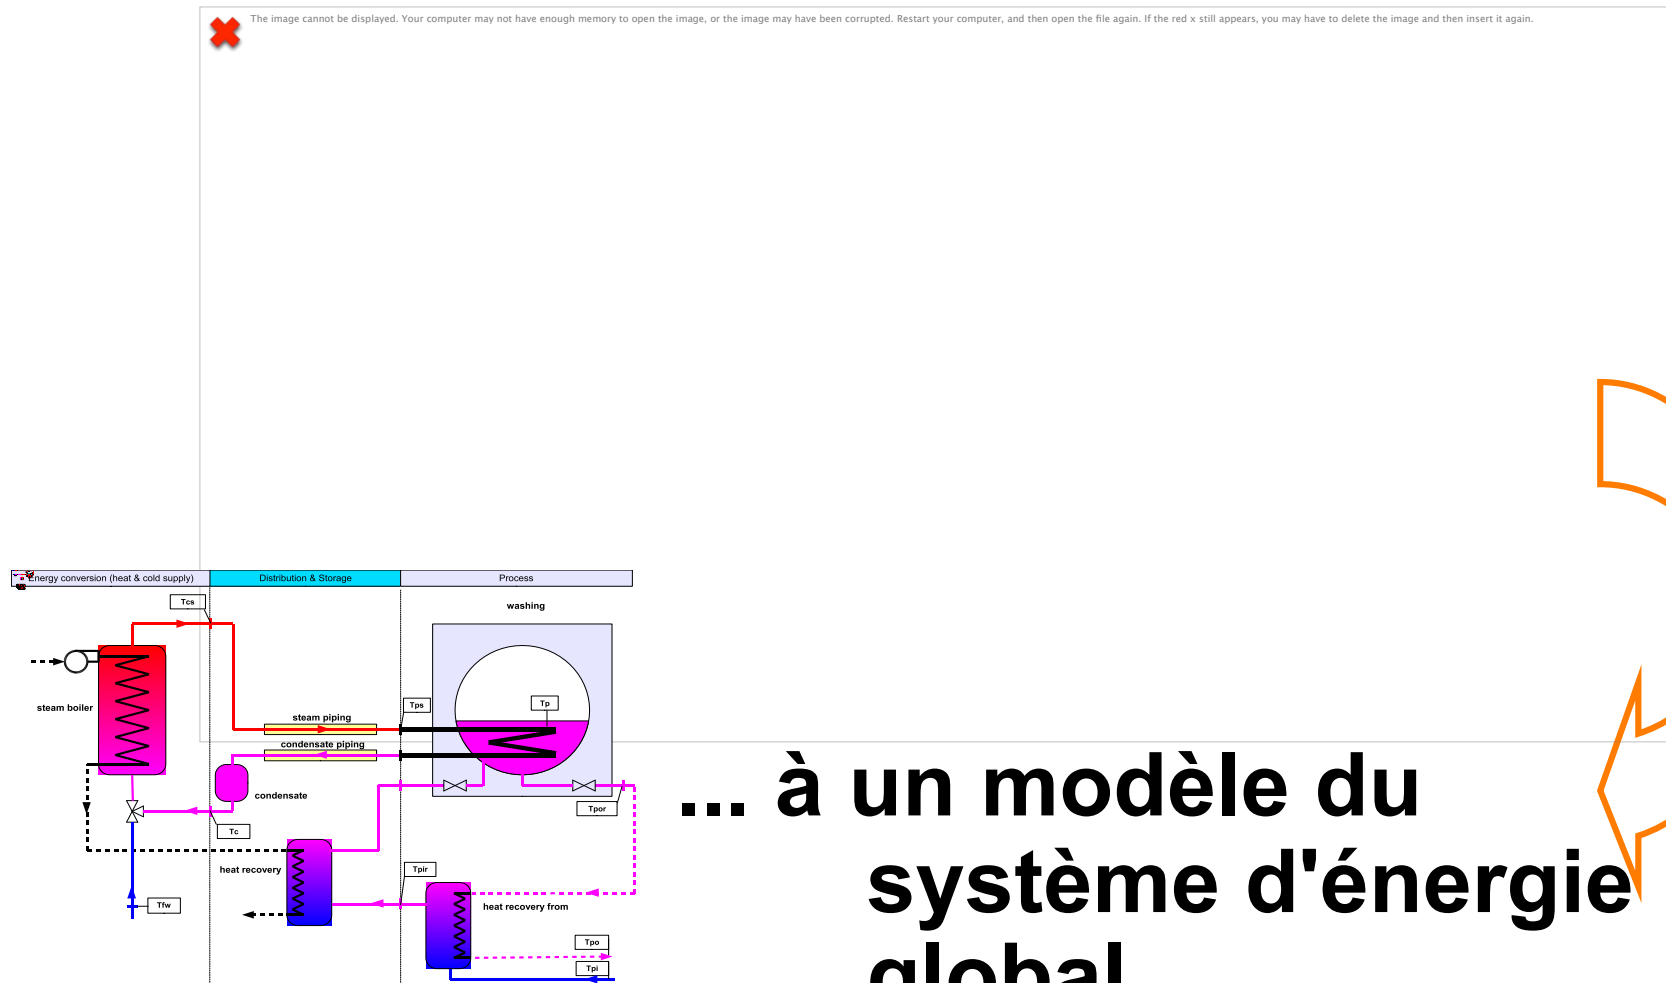 The image cannot be displayed. Your computer may not have enough memory to open the image, or the image may have been corrupted. Restart your computer, and then open the file again. If the red x still appears, you may have to delete the image and then insert it again.
Energy conversion (heat & cold supply)
Distribution & Storage
Process
Tcs
washing
steam boiler
Tps
Tp
steam piping
condensate piping
condensate
Tpor
Tc
heat recovery
Tpir
Tfw
heat recovery from
Tpo
Tpi
... à un modèle du
système d'énergie
global